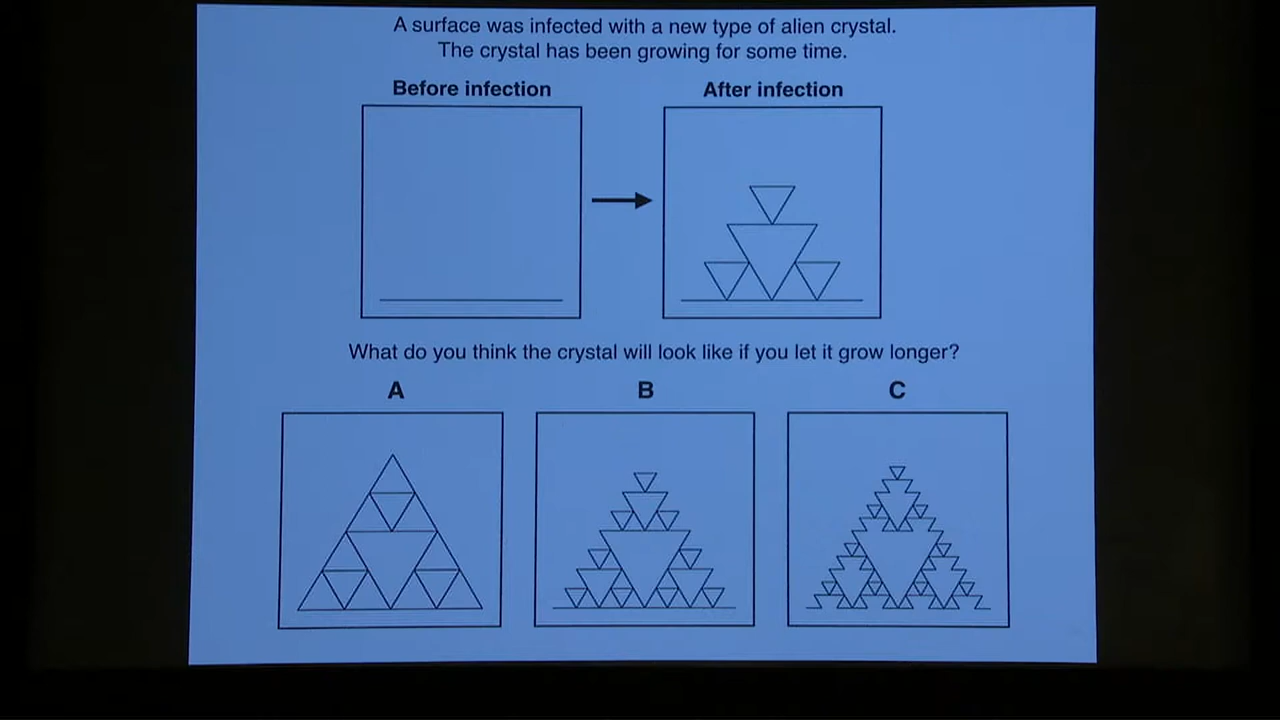 A surface was infected with a new type of alien crystal.
The crystal has been growing for some time.
Before infection
After infection
What do you think the crystal will look like if you let it grow longer?
A
B
C